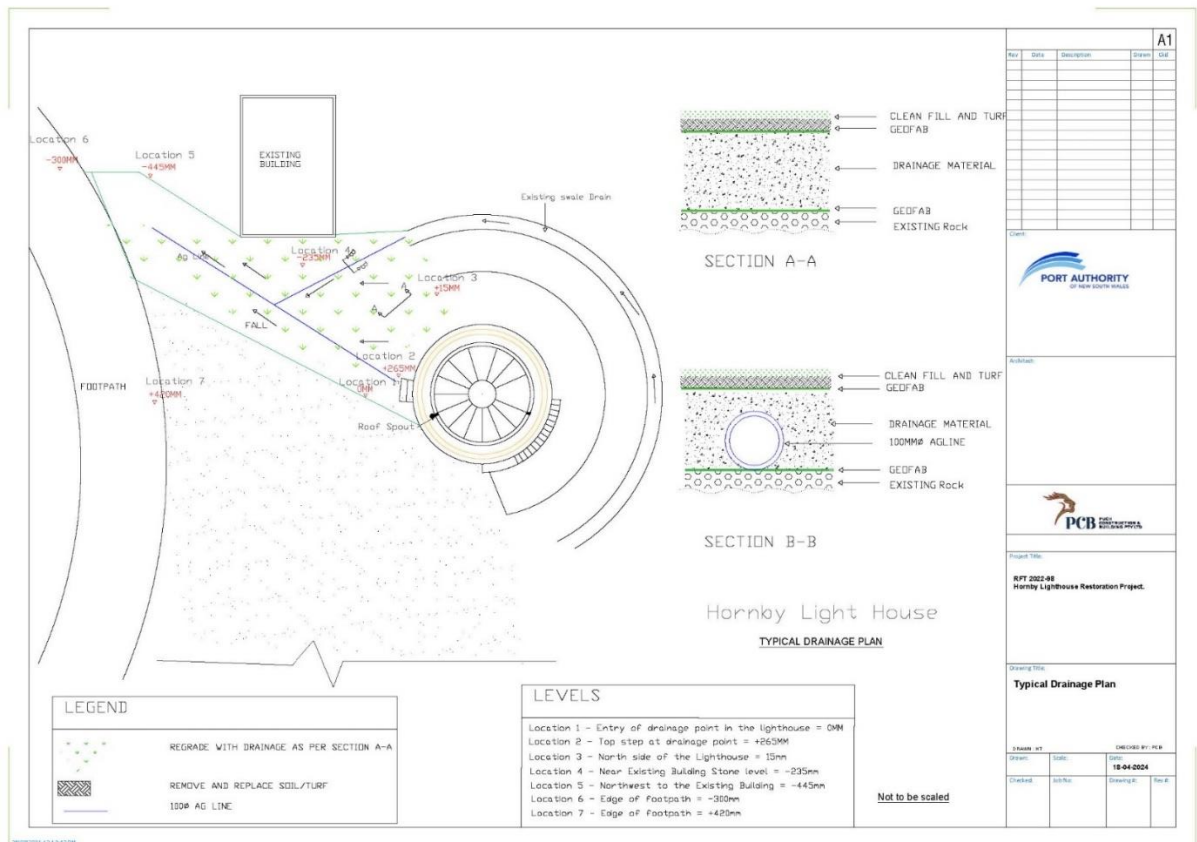 A1
Rev Date Description Drawn Ckd
Location 6
-300MM
Location 5
-445MM
EXISTING
BUILDING
Existing swale Drain
Ag Line
Location 4
-235MM
B
Location 3
+15MM
A
A
FALL
Location 2
+265MM
Location 1
0MM
FOOTPATH
Location 7
+420MM
Roof Spout
CLEAN FILL AND TURF
GEOFAB
DRAINAGE MATERIAL
GEOFAB
EXISTING Rock
SECTION A-A
CLEAN FILL AND TURF
GEOFAB
DRAINAGE MATERIAL
100MMØ AGLINE
GEOFAB
EXISTING Rock
SECTION B-B
Hornby Light House
TYPICAL DRAINAGE PLAN
LEGEND
REGRADE WITH DRAINAGE AS PER SECTION A-A
REMOVE AND REPLACE SOIL/TURF
100Ø AG LINE
LEVELS
Location 1 - Entry of drainage point in the lighthouse = 0MM
Location 2 - Top step at drainage point = +265MM
Location 3 - North side of the Lighthouse = 15mm
Location 4 - Near Existing Building Stone level = -235mm
Location 5 - Northwest to the Existing Building = -445mm
Location 6 - Edge of footpath = -300mm
Location 7 - Edge of footpath = +420mm
Not to be scaled
Client:
PORT AUTHORITY
OF NEW SOUTH WALES
Architect:
PCB
CONSTRUCTION &
BUILDING PTY LTD
Project Title:
RFT 2022-98
Hornby Lighthouse Restoration Project.
Drawing Title:
Typical Drainage Plan
DRAWN: HT CHECKED BY: PCB
Drawn: Scale: Date:
18-04-2024
Checked: Job No: Drawing #: Rev #: